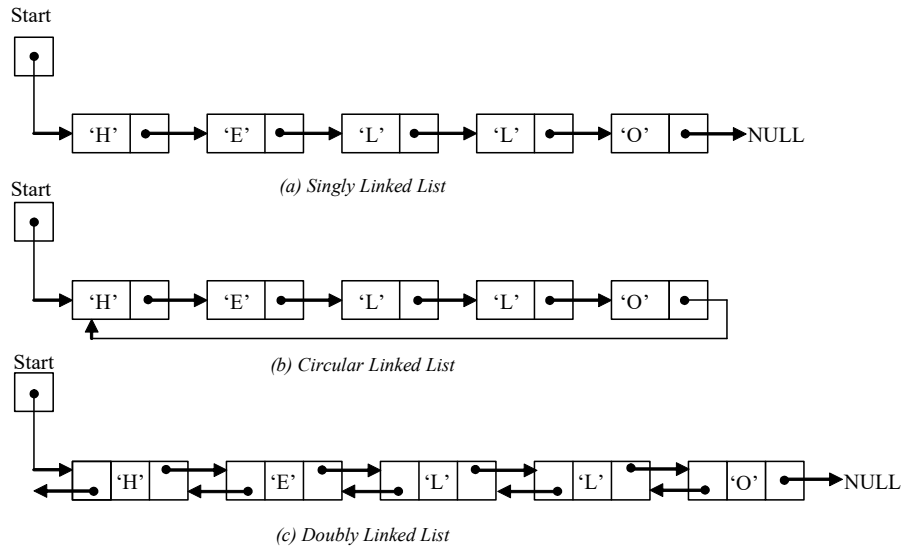 Start
‘H’ ‘E’ ‘L’ ‘L’ ‘O’ NULL
(a) Singly Linked List
Start
‘H’ ‘E’ ‘L’ ‘L’ ‘O’
(b) Circular Linked List
Start
‘H’ ‘E’ ‘L’ ‘L’ ‘O’ NULL
(c) Doubly Linked List